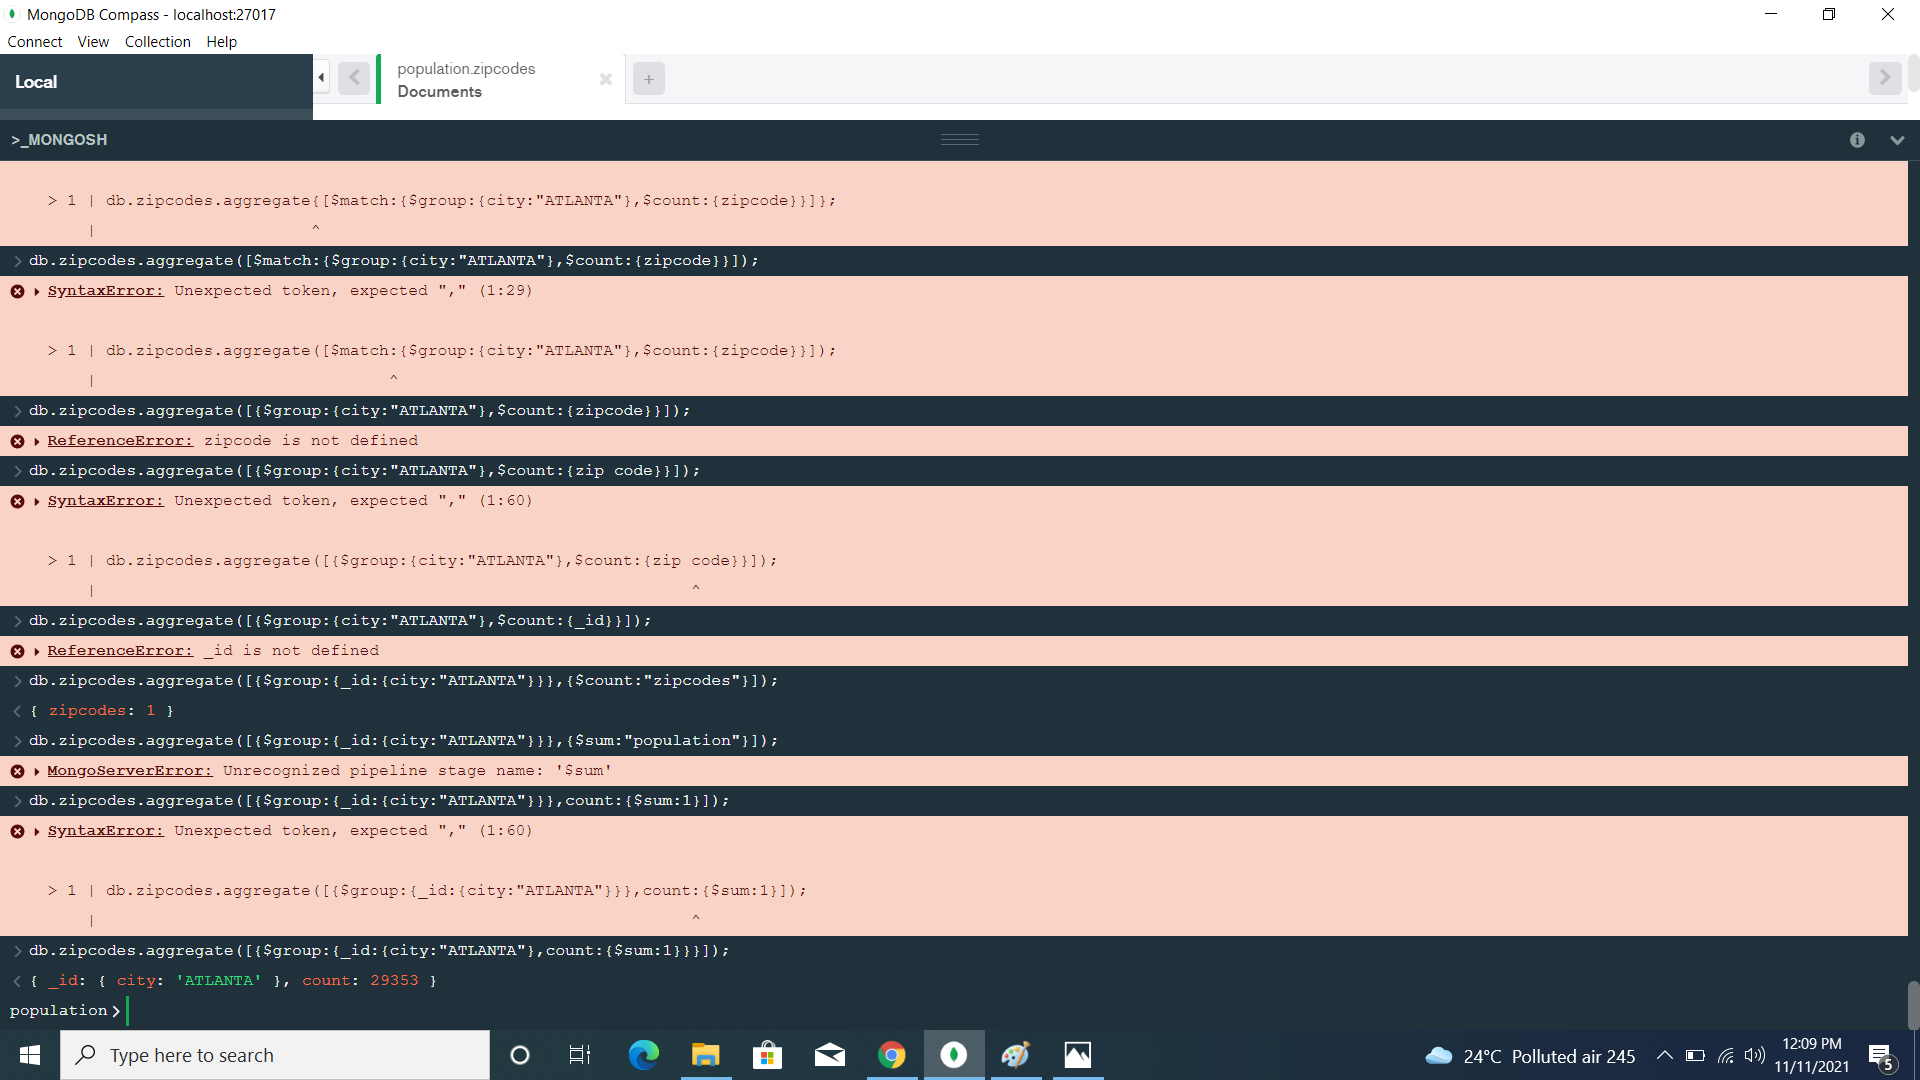 MongoDB Compass - localhost:27017
Connect View Collection Help
Local
population.zipcodes
Documents
+
>_MONGOSH
> 1 | db.zipcodes.aggregate{[$match:{$group:{city:"ATLANTA"},$count:{zipcode}}]};
| ^
> db.zipcodes.aggregate([$match:{$group:{city:"ATLANTA"},$count:{zipcode}}]);
SyntaxError: Unexpected token, expected "," (1:29)
> 1 | db.zipcodes.aggregate([$match:{$group:{city:"ATLANTA"},$count:{zipcode}}]);
| ^
> db.zipcodes.aggregate([{$group:{city:"ATLANTA"},$count:{zipcode}}]);
ReferenceError: zipcode is not defined
> db.zipcodes.aggregate([{$group:{city:"ATLANTA"},$count:{zip code}}]);
SyntaxError: Unexpected token, expected "," (1:60)
> 1 | db.zipcodes.aggregate([{$group:{city:"ATLANTA"},$count:{zip code}}]);
| ^
> db.zipcodes.aggregate([{$group:{city:"ATLANTA"},$count:{_id}}]);
ReferenceError: _id is not defined
> db.zipcodes.aggregate([{$group:{_id:{city:"ATLANTA"}}},{$count:"zipcodes"}]);
< { zipcodes: 1 }
> db.zipcodes.aggregate([{$group:{_id:{city:"ATLANTA"}}},{$sum:"population"}]);
MongoServerError: Unrecognized pipeline stage name: '$sum'
> db.zipcodes.aggregate([{$group:{_id:{city:"ATLANTA"}}},count:{$sum:1}]);
SyntaxError: Unexpected token, expected "," (1:60)
> 1 | db.zipcodes.aggregate([{$group:{_id:{city:"ATLANTA"}}},count:{$sum:1}]);
| ^
> db.zipcodes.aggregate([{$group:{_id:{city:"ATLANTA"},count:{$sum:1}}}]);
< { _id: { city: 'ATLANTA' }, count: 29353 }
population >
Type here to search
24°C Polluted air 245
12:09 PM
11/11/2021
5